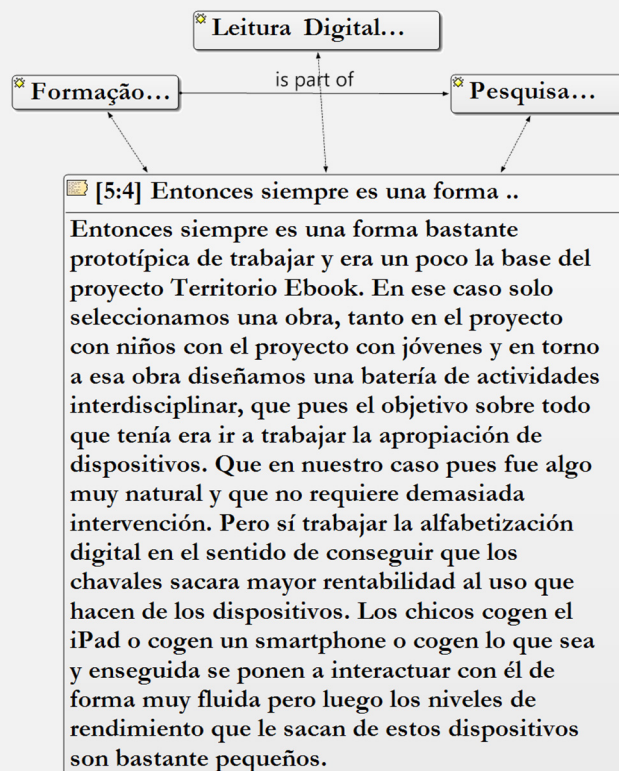 Leitura Digital...
is part of
Formação...
Pesquisa...
[5:4] Entonces siempre es una forma ..
Entonces siempre es una forma bastante
prototípica de trabajar y era un poco la base del
proyecto Territorio Ebook. En ese caso solo
seleccionamos una obra, tanto en el proyecto
con niños con el proyecto con jóvenes y en torno
a esa obra diseñamos una batería de actividades
interdisciplinar, que pues el objetivo sobre todo
que tenía era ir a trabajar la apropiación de
dispositivos. Que en nuestro caso pues fue algo
muy natural y que no requiere demasiada
intervención. Pero sí trabajar la alfabetización
digital en el sentido de conseguir que los
chavales sacara mayor rentabilidad al uso que
hacen de los dispositivos. Los chicos cogen el
iPad o cogen un smartphone o cogen lo que sea
y enseguida se ponen a interactuar con él de
forma muy fluida pero luego los niveles de
rendimiento que le sacan de estos dispositivos
son bastante pequeños.